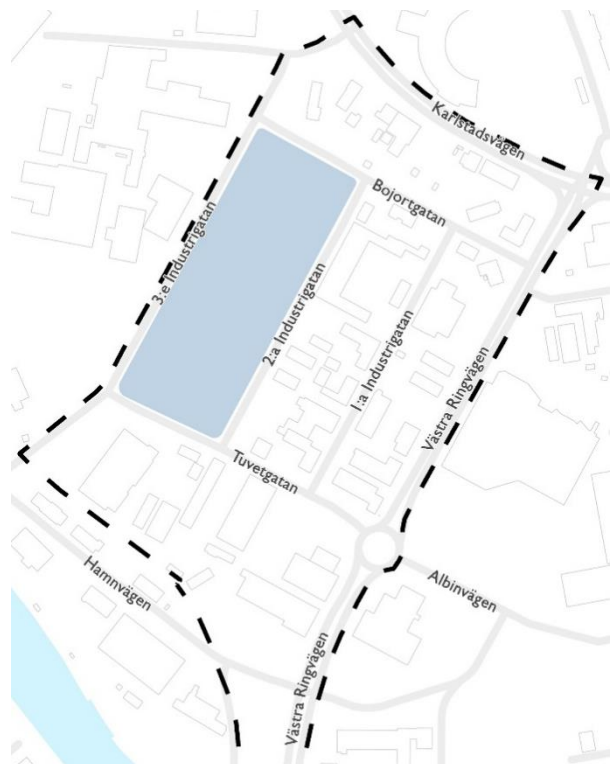 Karlstadsvägen
Bojortgatan
3:e Industrigatan
2:a Industrigatan
1:a Industrigatan
Västra Ringvägen
Tuvetgatan
Hamnvägen
Albinvägen
Västra Ringvägen